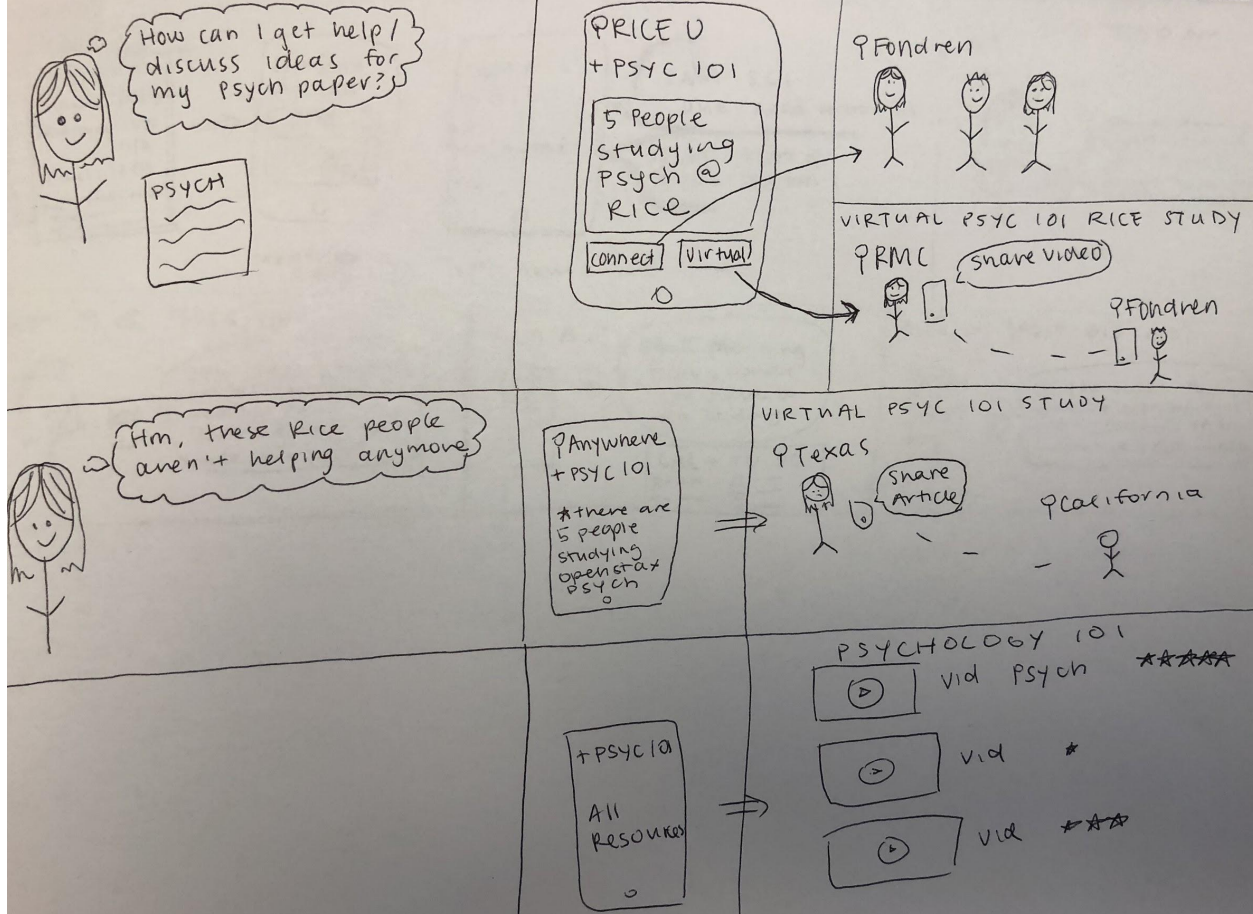 How can I get help/
discuss ideas for
my psych paper?
PSYCH
RICE U
+ PSYC 101
5 People
studying
Psych @
RICE
connect
Virtual
Fondren
VIRTUAL PSYC 101 RICE STUDY
RMC
share video
Fondren
Hm, these Rice people
aren't helping anymore
Anywhere
+ PSYC 101
*there are
5 people
studying
openstax
psych
VIRTUAL PSYC 101 STUDY
Texas
share
Article
California
+ PSYC 101
All
Resources
PSYCHOLOGY 101
vid Psych
vid
vid